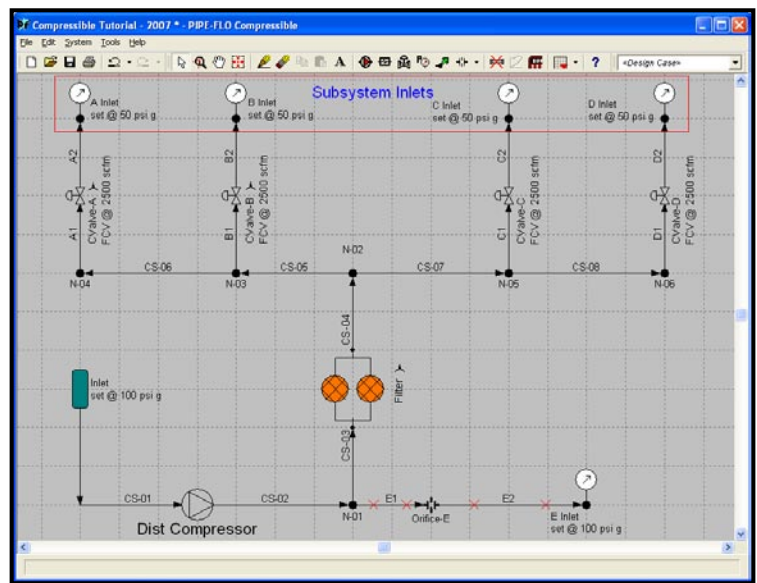 Compressible Tutorial - 2007 * - PIPE-FLO Compressible
File Edit System Tools Help
A
?
<Design Case>
Subsystem Inlets
A Inlet
set @ 50 psi g
B Inlet
set @ 50 psi g
C Inlet
set @ 50 psi g
D Inlet
set @ 50 psi g
A2
B2
C2
D2
CValve-A
FCV @ 2500 scfm
CValve-B
FCV @ 2500 scfm
CValve-C
FCV @ 2500 scfm
CValve-D
FCV @ 2500 scfm
A1
B1
C1
D1
N-02
CS-06
CS-05
CS-07
CS-08
N-04
N-03
N-05
N-06
CS-04
Inlet
set @ 100 psi g
Filter
CS-03
CS-01
CS-02
E1
E2
N-01
Orifice-E
E Inlet
set @ 100 psi g
Dist Compressor